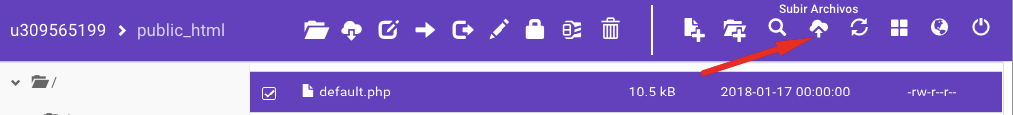 Subir Archivos
u309565199 > public_html
/
default.php 10.5 kB 2018-01-17 00:00:00 -rw-r--r--